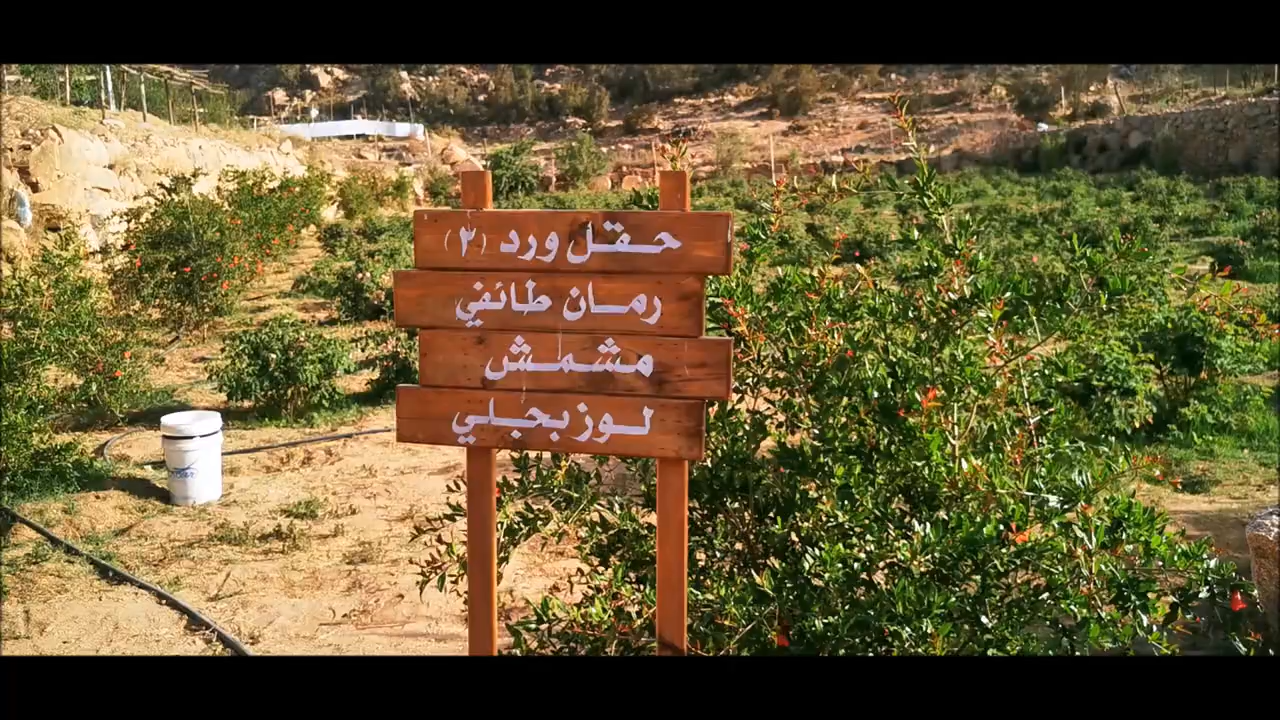 حقل ورد (٢)
رمان طائفي
مشمش
لوز بجلي